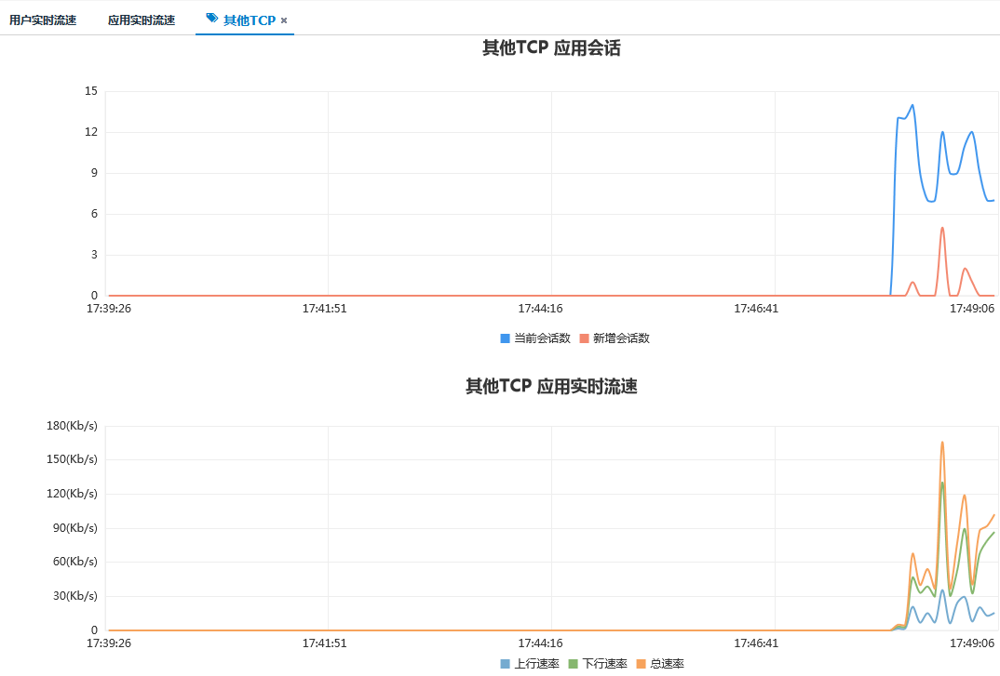 用户实时流速 应用实时流速 其他TCP ×
其他TCP 应用会话
15
12
9
6
3
0
17:39:26 17:41:51 17:44:16 17:46:41 17:49:06
当前会话数 新增会话数
其他TCP 应用实时流速
180(Kb/s)
150(Kb/s)
120(Kb/s)
90(Kb/s)
60(Kb/s)
30(Kb/s)
0
17:39:26 17:41:51 17:44:16 17:46:41 17:49:06
上行速率 下行速率 总速率